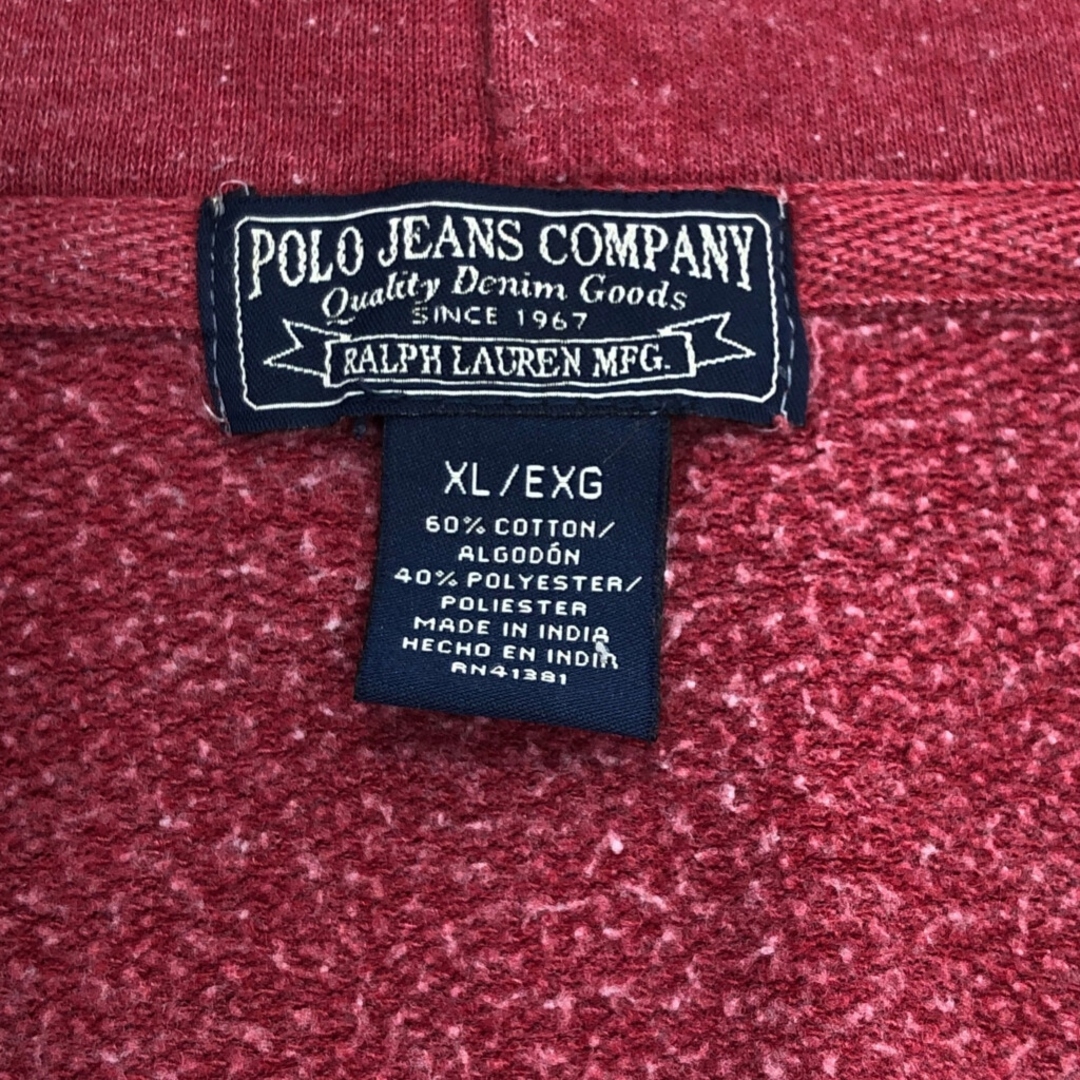 POLO JEANS COMPANY
Quality Denim Goods
SINCE 1967
RALPH LAUREN MFG.
XL/EXG
60% COTTON/
ALGODÓN
40% POLYESTER/
POLIESTER
MADE IN INDIA
HECHO EN INDIA
RN41381